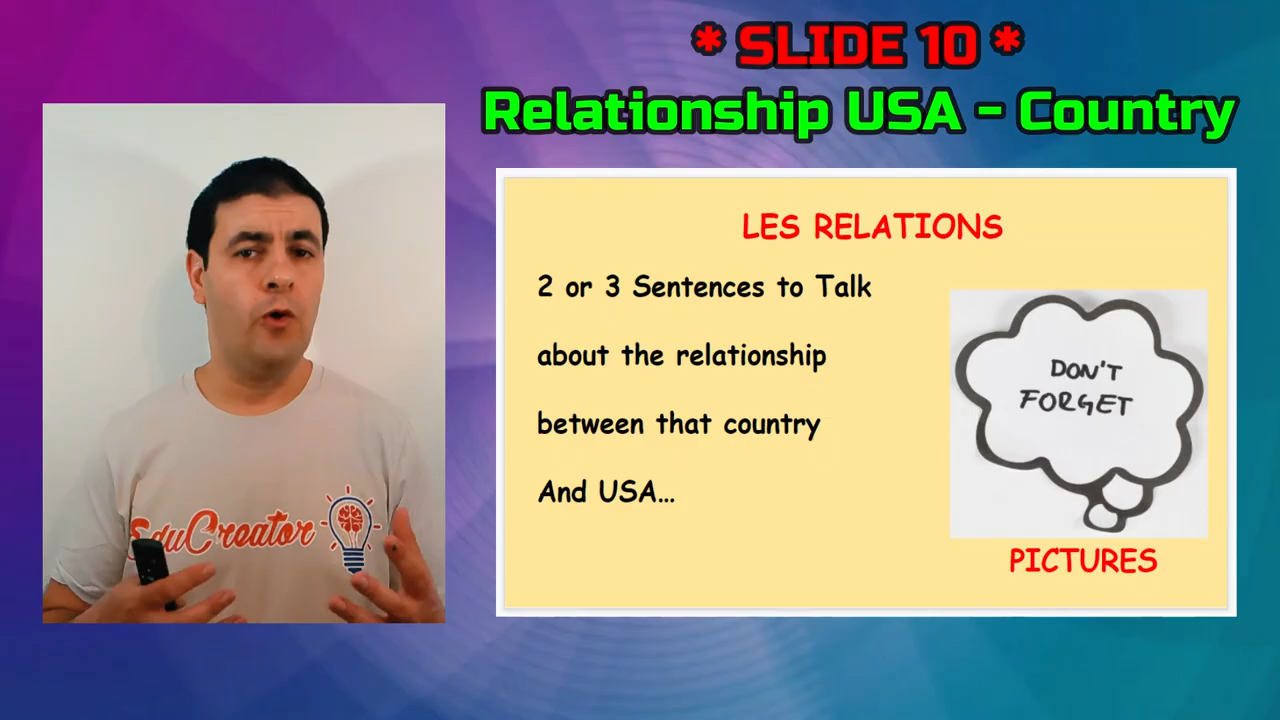 * SLIDE 10 *
Relationship USA - Country
LES RELATIONS
2 or 3 Sentences to Talk
about the relationship
between that country
And USA...
DON'T
FORGET
PICTURES
EduCreator